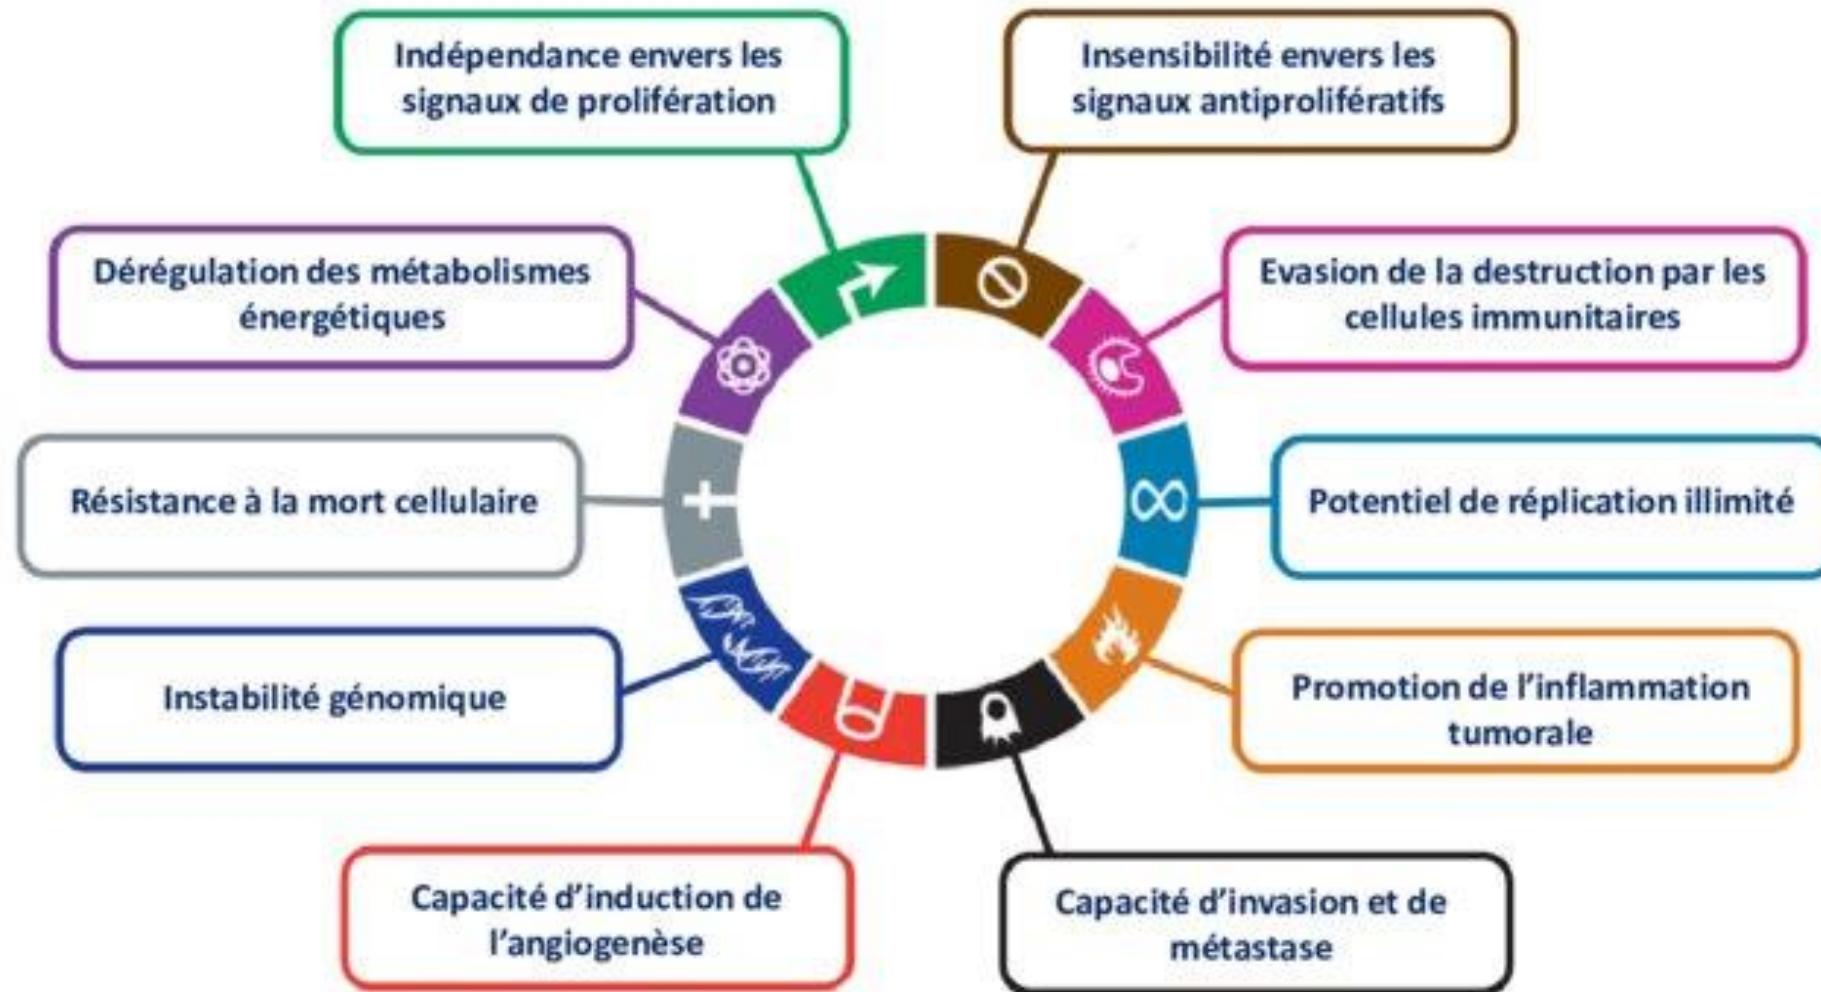 Indépendance envers les
signaux de prolifération
Insensibilité envers les
signaux antiprolifératifs
Dérégulation des métabolismes
énergétiques
Evasion de la destruction par les
cellules immunitaires
Résistance à la mort cellulaire
Potentiel de réplication illimité
Instabilité génomique
Promotion de l’inflammation
tumorale
Capacité d’induction de
l’angiogenèse
Capacité d’invasion et de
métastase